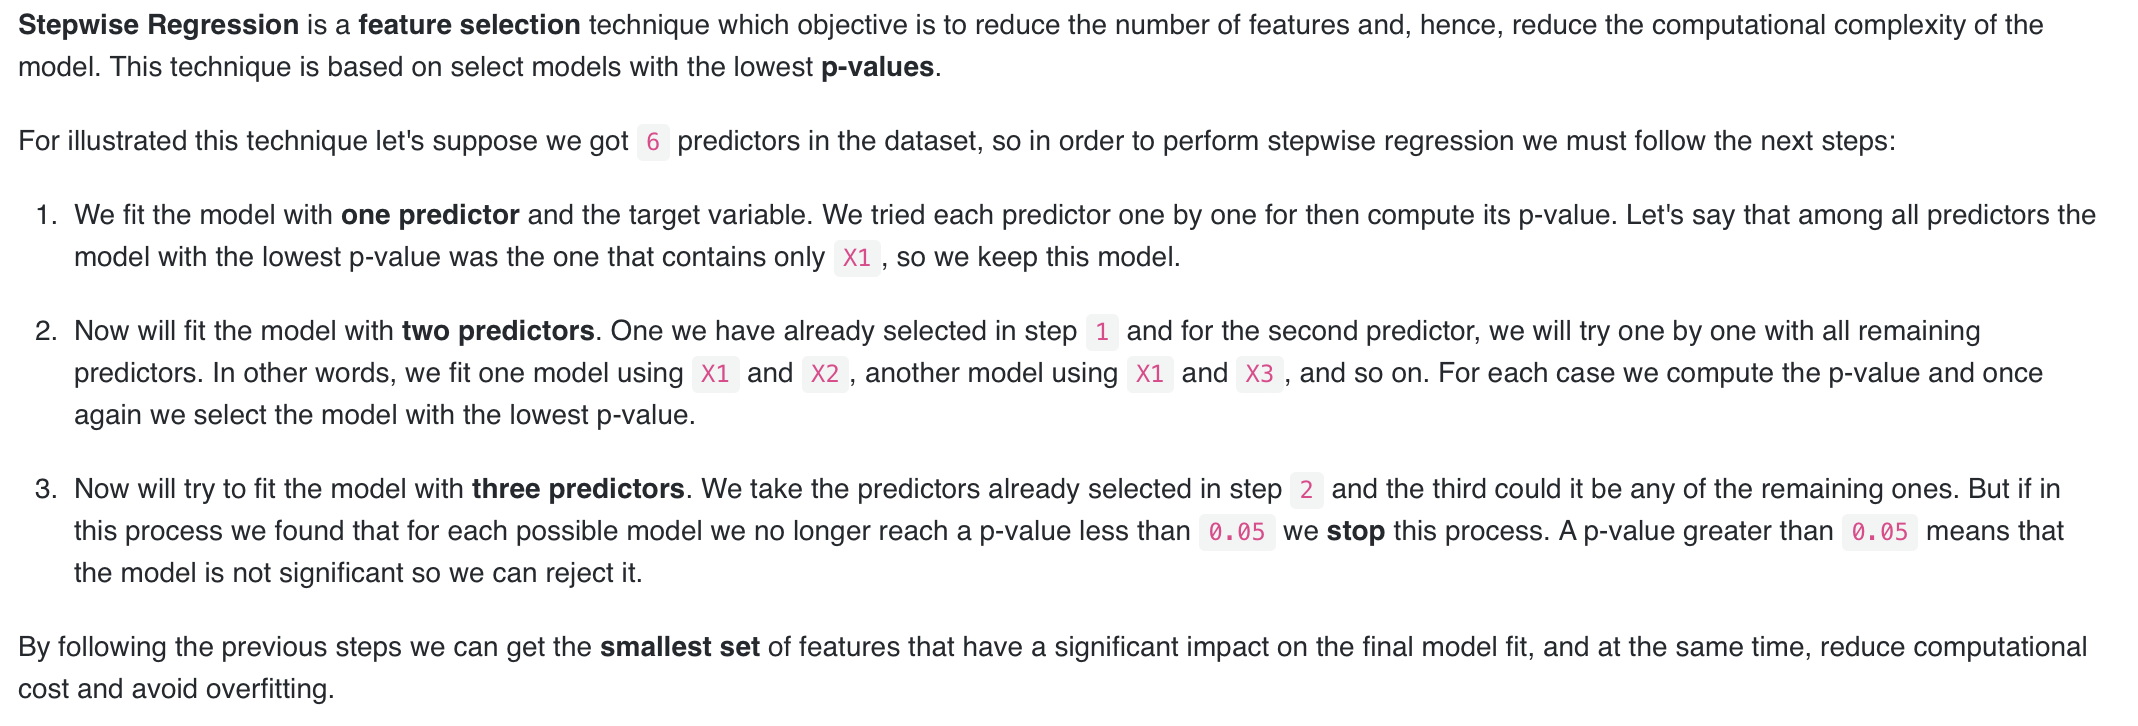 Stepwise Regression is a feature selection technique which objective is to reduce the number of features and, hence, reduce the computational complexity of the
model. This technique is based on select models with the lowest p-values.
For illustrated this technique let's suppose we got 6 predictors in the dataset, so in order to perform stepwise regression we must follow the next steps:
1. We fit the model with one predictor and the target variable. We tried each predictor one by one for then compute its p-value. Let's say that among all predictors the
model with the lowest p-value was the one that contains only X1 , so we keep this model.
2. Now will fit the model with two predictors. One we have already selected in step 1 and for the second predictor, we will try one by one with all remaining
predictors. In other words, we fit one model using X1 and X2 , another model using X1 and X3 , and so on. For each case we compute the p-value and once
again we select the model with the lowest p-value.
3. Now will try to fit the model with three predictors. We take the predictors already selected in step 2 and the third could it be any of the remaining ones. But if in
this process we found that for each possible model we no longer reach a p-value less than 0.05 we stop this process. A p-value greater than 0.05 means that
the model is not significant so we can reject it.
By following the previous steps we can get the smallest set of features that have a significant impact on the final model fit, and at the same time, reduce computational
cost and avoid overfitting.